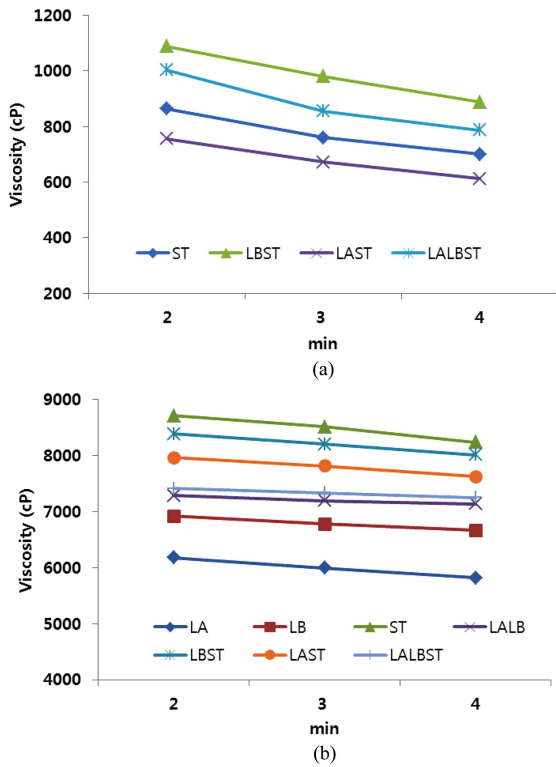 1200
1000
800
600
400
200
Viscosity (cP)
ST LBST LAST LALBST
2 3 4
min
(a)
9000
8000
7000
6000
5000
4000
Viscosity (cP)
LA LB ST LALB
LBST LAST LALBST
2 3 4
min
(b)